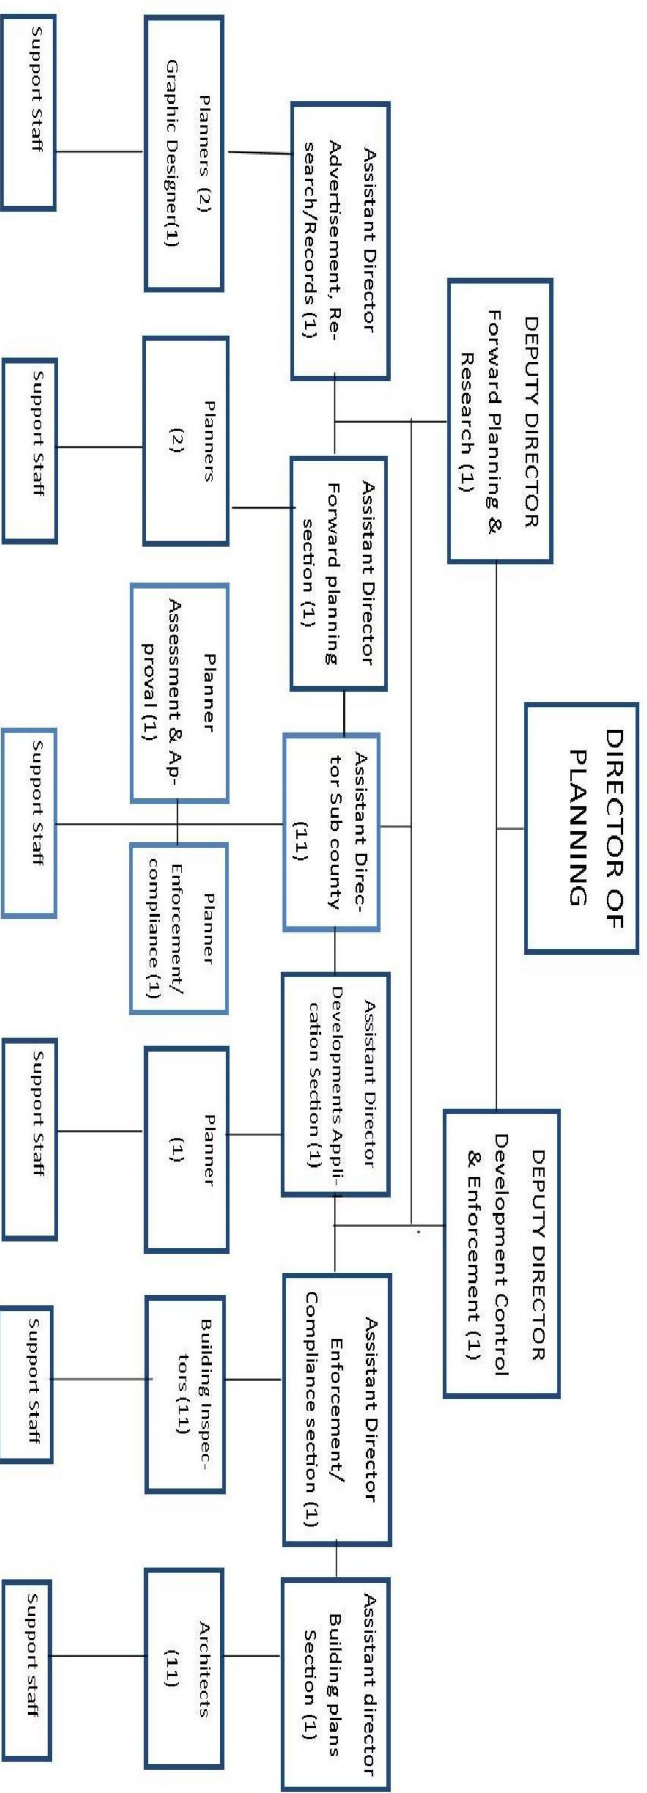 DIRECTOR OF
PLANNING
DEPUTY DIRECTOR
Forward Planning &
Research (1)
DEPUTY DIRECTOR
Development Control
& Enforcement (1)
Assistant Director
Advertisement, Re-
search/Records (1)
Assistant Director
Forward planning
section (1)
Assistant Direc-
tor Sub county
(11)
Assistant Director
Developments Appli-
cation Section (1)
Assistant Director
Enforcement/
Compliance section (1)
Assistant director
Building plans
Section (1)
Planners (2)
Graphic Designer(1)
Planners
(2)
Planner
Assessment & Ap-
proval (1)
Planner
Enforcement/
compliance (1)
Planner
(1)
Building Inspec-
tors (11)
Architects
(11)
Support Staff
Support Staff
Support Staff
Support Staff
Support Staff
Support staff